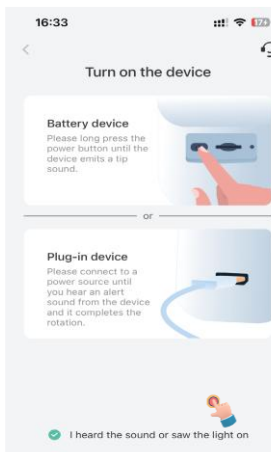 16:33
17
Turn on the device
Battery device
Please long press the
power button until the
device emits a tip
sound.
or
Plug-in device
Please connect to a
power source until
you hear an alert
sound from the device
and it completes the
rotation.
I heard the sound or saw the light on